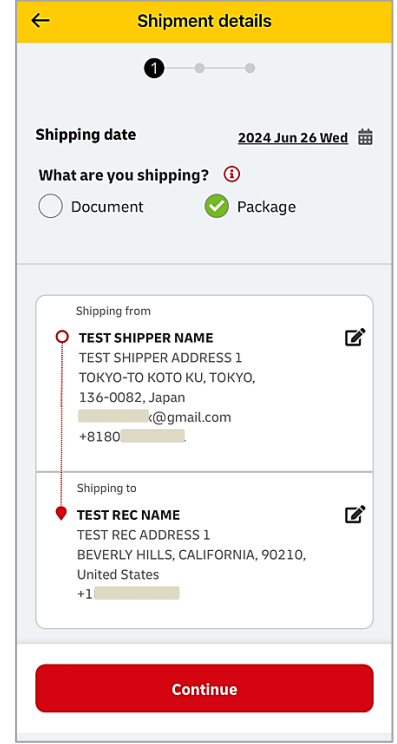 Shipment details
1
Shipping date
2024 Jun 26 Wed
What are you shipping?
Document
Package
Shipping from
TEST SHIPPER NAME
TEST SHIPPER ADDRESS 1
TOKYO-TO KOTO KU, TOKYO,
136-0082, Japan
@gmail.com
+8180
Shipping to
TEST REC NAME
TEST REC ADDRESS 1
BEVERLY HILLS, CALIFORNIA, 90210,
United States
+1
Continue